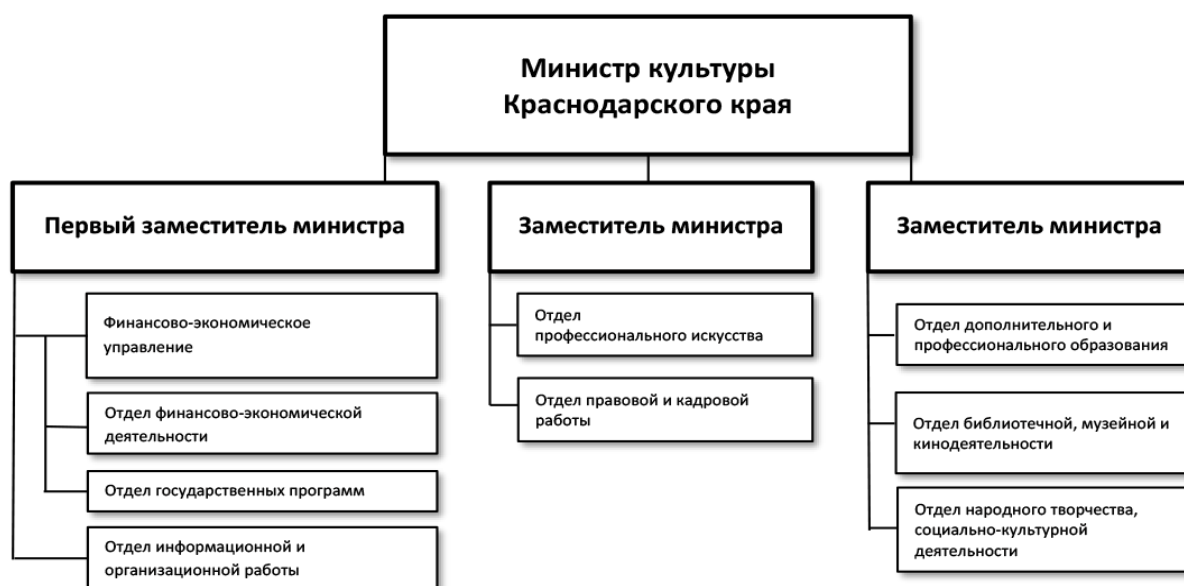 Министр культуры
Краснодарского края
Первый заместитель министра
Финансово-экономическое
управление
Отдел финансово-экономической
деятельности
Отдел государственных программ
Отдел информационной и
организационной работы
Заместитель министра
Отдел
профессионального искусства
Отдел правовой и кадровой
работы
Заместитель министра
Отдел дополнительного и
профессионального образования
Отдел библиотечной, музейной и
кинодеятельности
Отдел народного творчества,
социально-культурной
деятельности